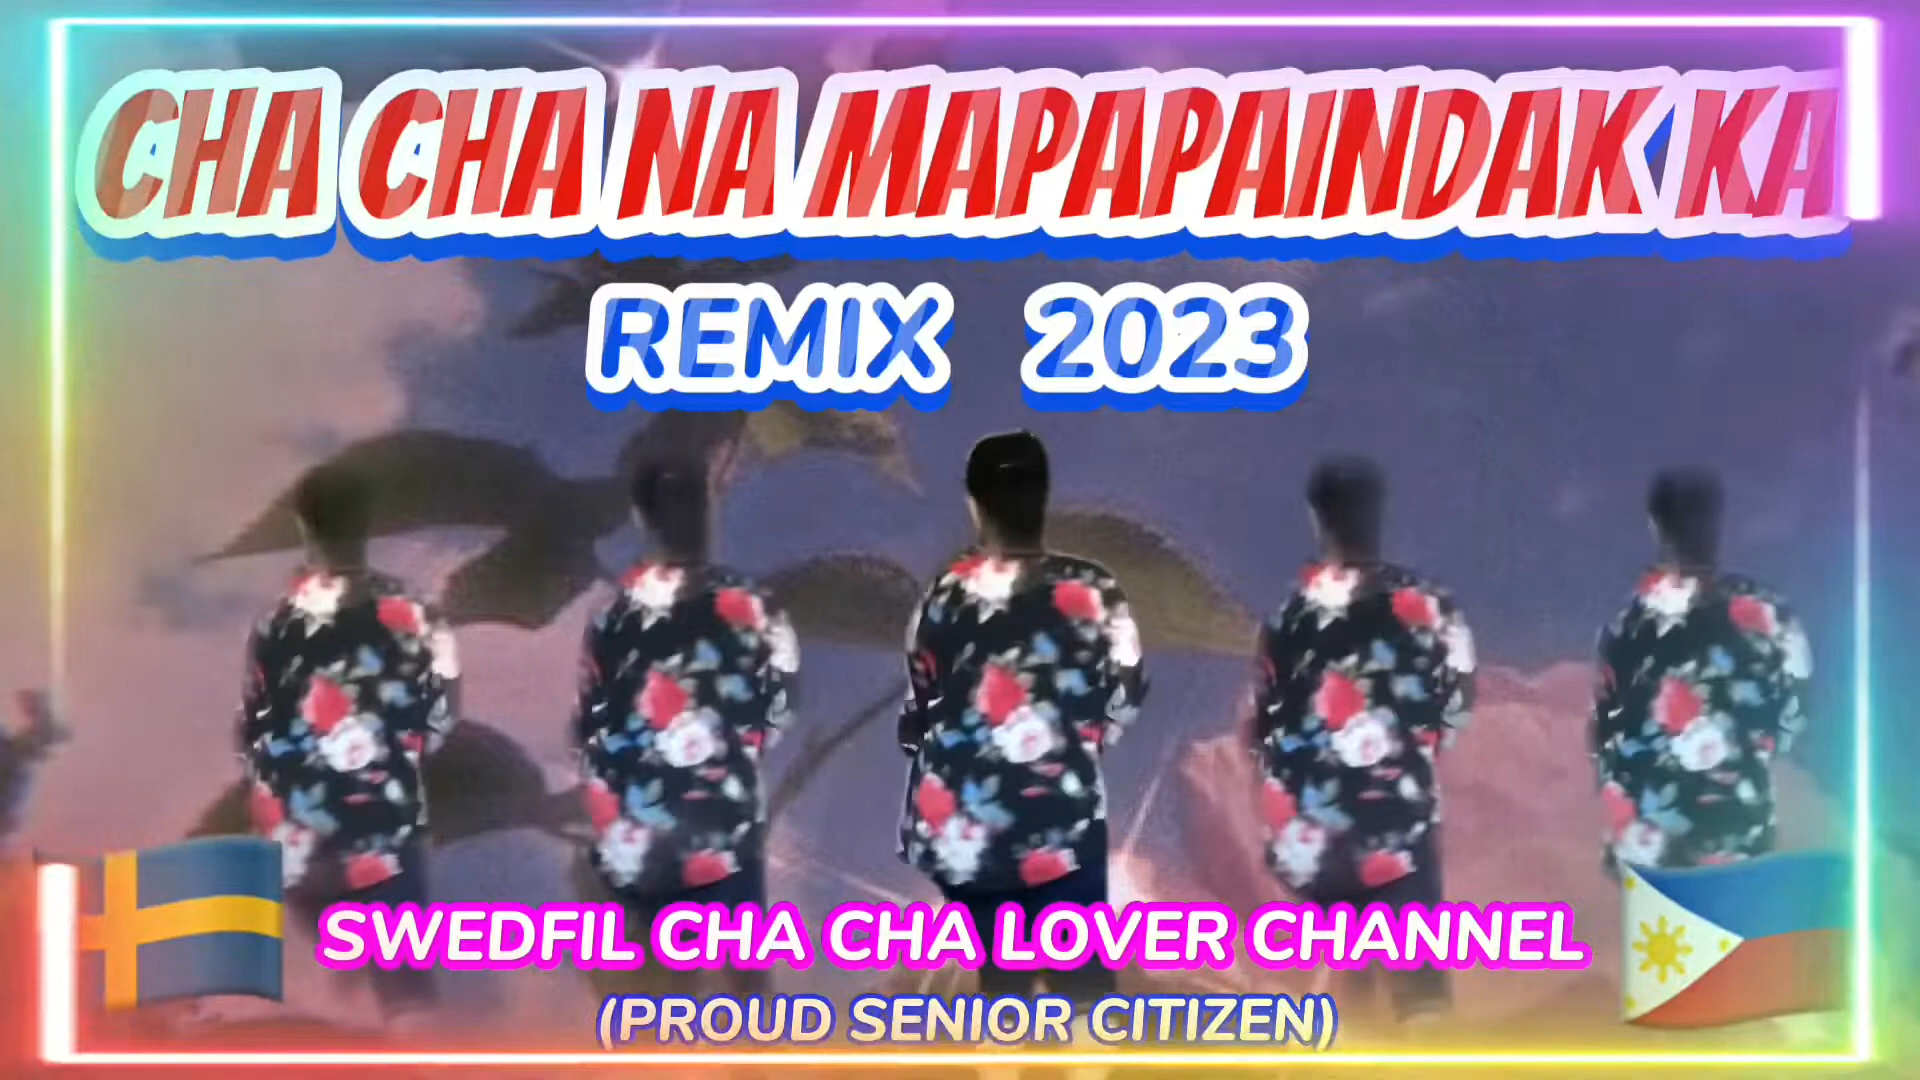 CHA CHA NA MAPAPAINDAK KA
REMIX 2023
SWEDFIL CHA CHA LOVER CHANNEL
(PROUD SENIOR CITIZEN)